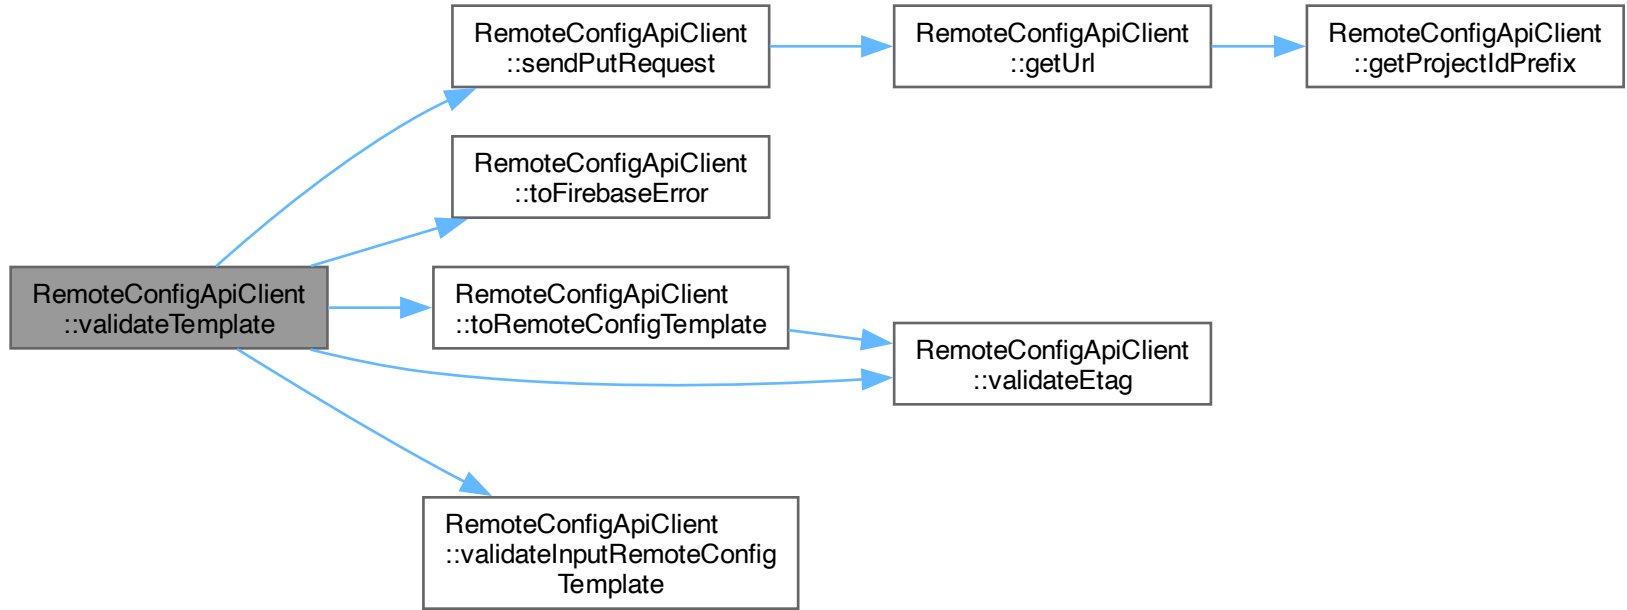 RemoteConfigApiClient
::sendPutRequest
RemoteConfigApiClient
::getUrl
RemoteConfigApiClient
::getProjectIdPrefix
RemoteConfigApiClient
::toFirebaseError
RemoteConfigApiClient
::validateTemplate
RemoteConfigApiClient
::toRemoteConfigTemplate
RemoteConfigApiClient
::validateEtag
RemoteConfigApiClient
::validateInputRemoteConfig
Template